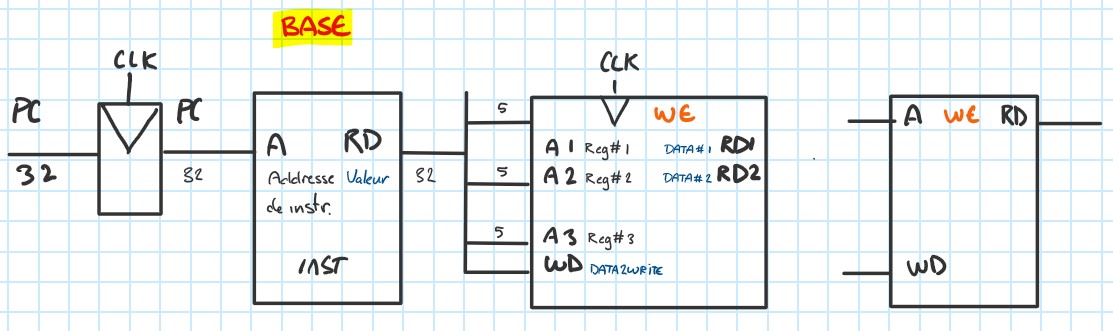 BASE
CLK
PC
PC
32
32
A RD
Addresse Valeur
de instr.
INST
32
5
5
5
CLK
WE
A1 Reg#1 DATA#1 RD1
A2 Reg#2 DATA#2 RD2
A3 Reg#3
WD DATA2WRITE
A WE RD
WD